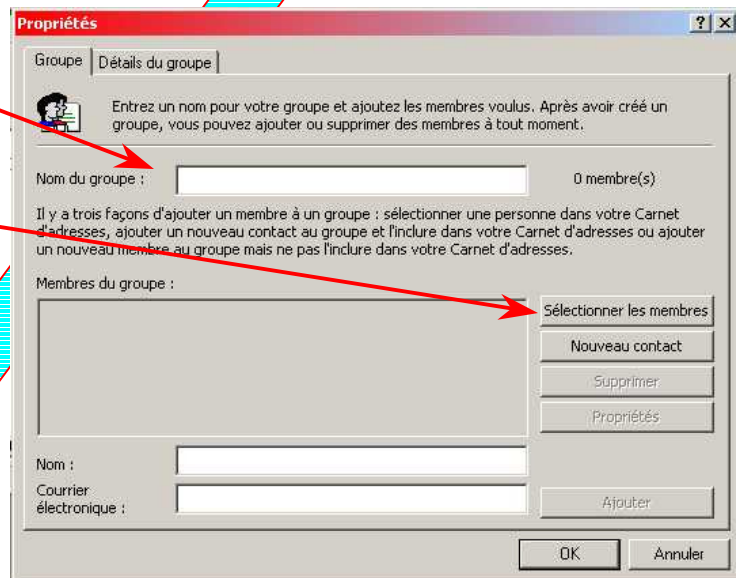 Propriétés
Groupe Détails du groupe
Entrez un nom pour votre groupe et ajoutez les membres voulus. Après avoir créé un
groupe, vous pouvez ajouter ou supprimer des membres à tout moment.
Nom du groupe : 0 membre(s)
Il y a trois façons d'ajouter un membre à un groupe : sélectionner une personne dans votre Carnet
d'adresses, ajouter un nouveau contact au groupe et l'inclure dans votre Carnet d'adresses ou ajouter
un nouveau membre au groupe mais ne pas l'inclure dans votre Carnet d'adresses.
Membres du groupe :
Sélectionner les membres
Nouveau contact
Supprimer
Propriétés
Nom :
Courrier
électronique :
Ajouter
OK Annuler